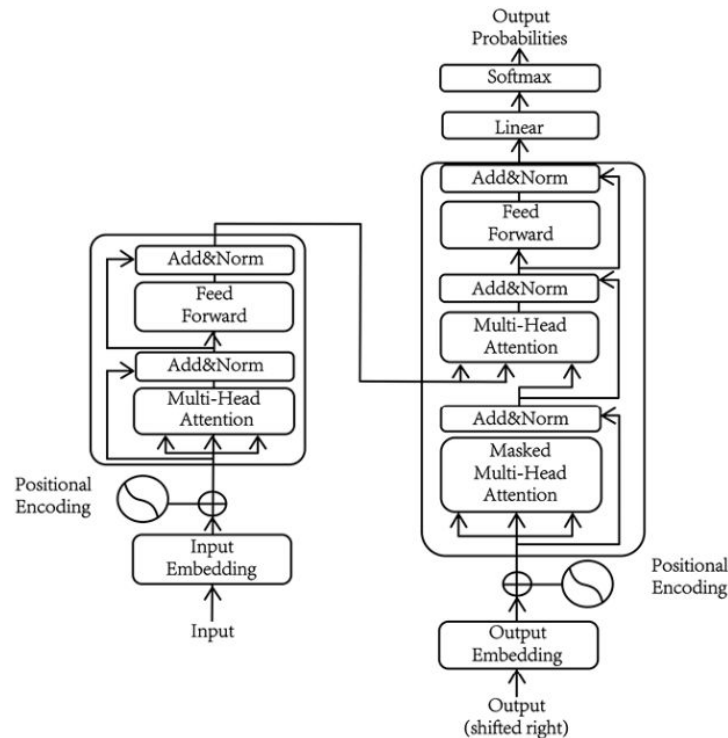 Output
Probabilities
Softmax
Linear
Add&Norm
Feed
Forward
Add&Norm
Multi-Head
Attention
Add&Norm
Masked
Multi-Head
Attention
Positional
Encoding
Output
Embedding
Output
(shifted right)
Add&Norm
Feed
Forward
Add&Norm
Multi-Head
Attention
Positional
Encoding
Input
Embedding
Input